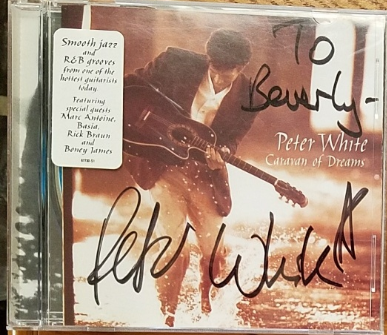 Smooth jazz
and
R&B grooves
from one of the
hottest guitarists
today
Featuring
special guests
Marc Antoine,
Basia,
Rick Braun
and
Boney James
To
Beverly-
Peter White
Caravan of Dreams
Peter White